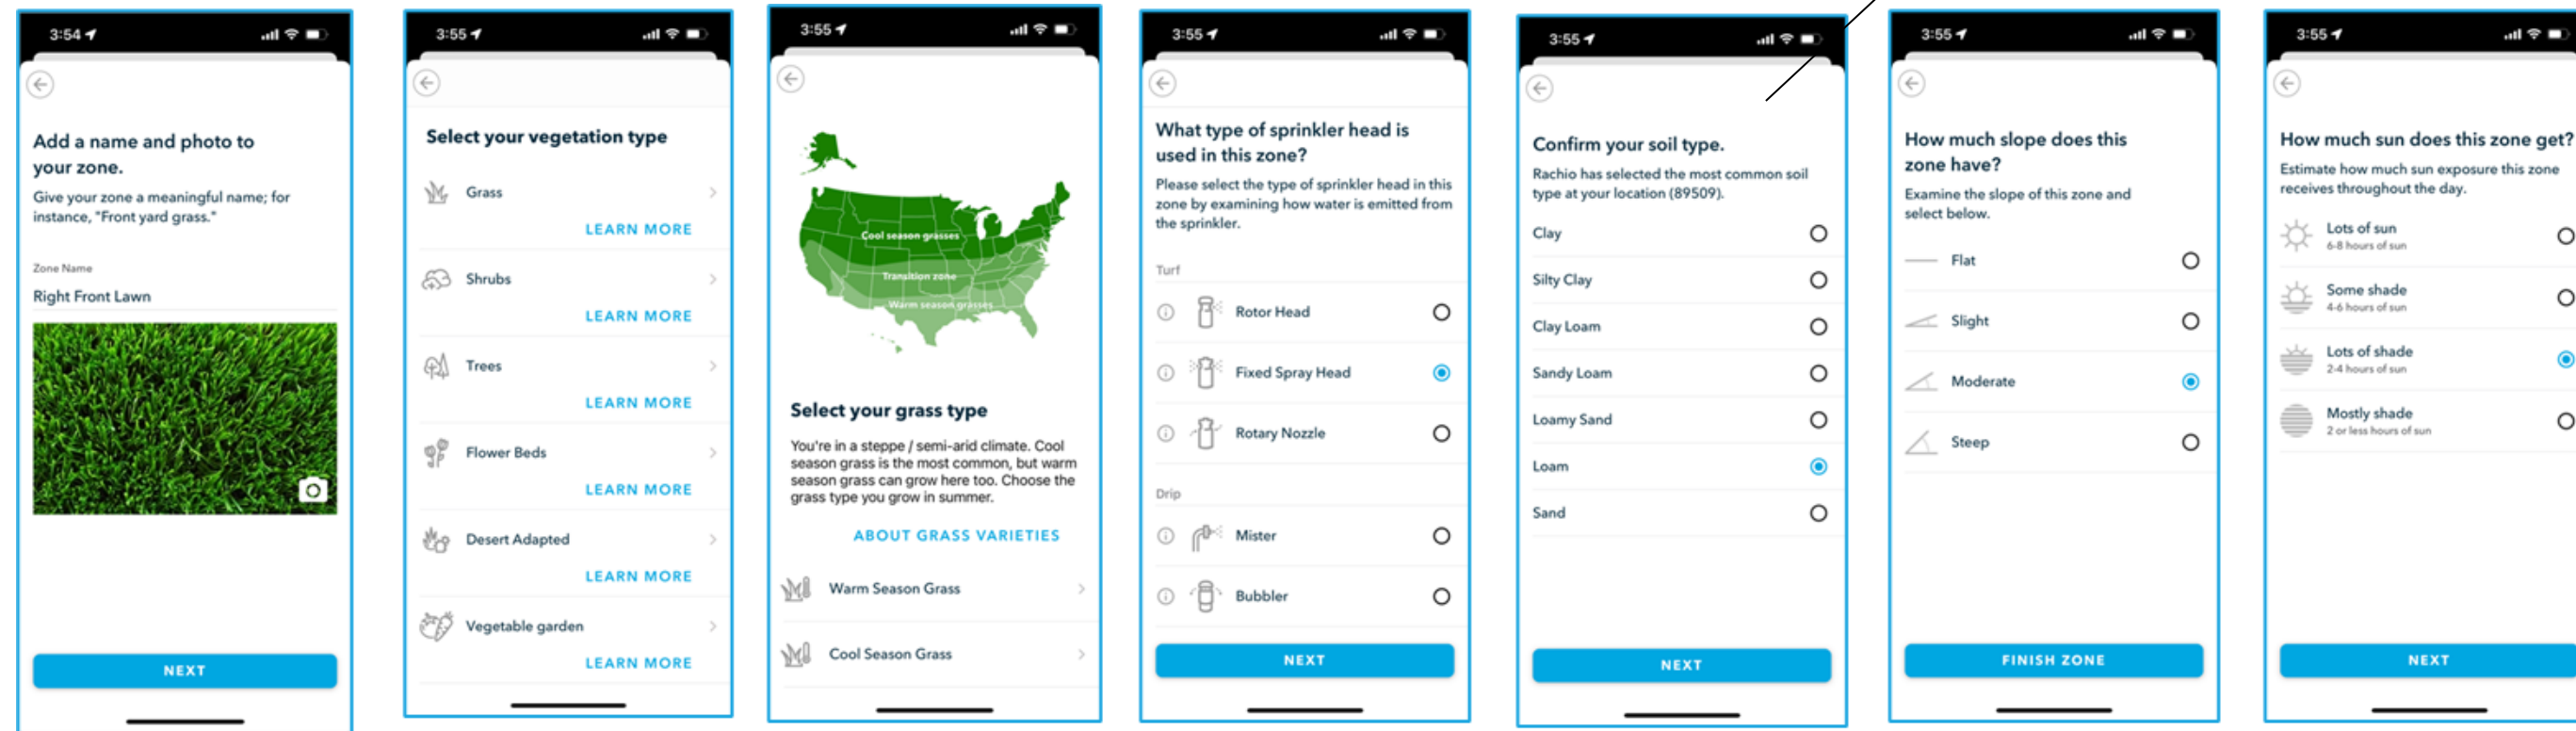 3:54
Add a name and photo to
your zone.
Give your zone a meaningful name; for
instance, "Front yard grass."
Zone Name
Right Front Lawn
NEXT
3:55
Select your vegetation type
Grass
LEARN MORE
Shrubs
LEARN MORE
Trees
LEARN MORE
Flower Beds
LEARN MORE
Desert Adapted
LEARN MORE
Vegetable garden
LEARN MORE
3:55
Cool season grasses
Transition zone
Warm season grasses
Select your grass type
You're in a steppe / semi-arid climate. Cool
season grass is the most common, but warm
season grass can grow here too. Choose the
grass type you grow in summer.
ABOUT GRASS VARIETIES
Warm Season Grass
Cool Season Grass
3:55
What type of sprinkler head is
used in this zone?
Please select the type of sprinkler head in this
zone by examining how water is emitted from
the sprinkler.
Turf
Rotor Head
Fixed Spray Head
Rotary Nozzle
Drip
Mister
Bubbler
NEXT
3:55
Confirm your soil type.
Rachio has selected the most common soil
type at your location (89509).
Clay
Silty Clay
Clay Loam
Sandy Loam
Loamy Sand
Loam
Sand
NEXT
3:55
How much slope does this
zone have?
Examine the slope of this zone and
select below.
Flat
Slight
Moderate
Steep
FINISH ZONE
3:55
How much sun does this zone get?
Estimate how much sun exposure this zone
receives throughout the day.
Lots of sun
6-8 hours of sun
Some shade
4-6 hours of sun
Lots of shade
2-4 hours of sun
Mostly shade
2 or less hours of sun
NEXT